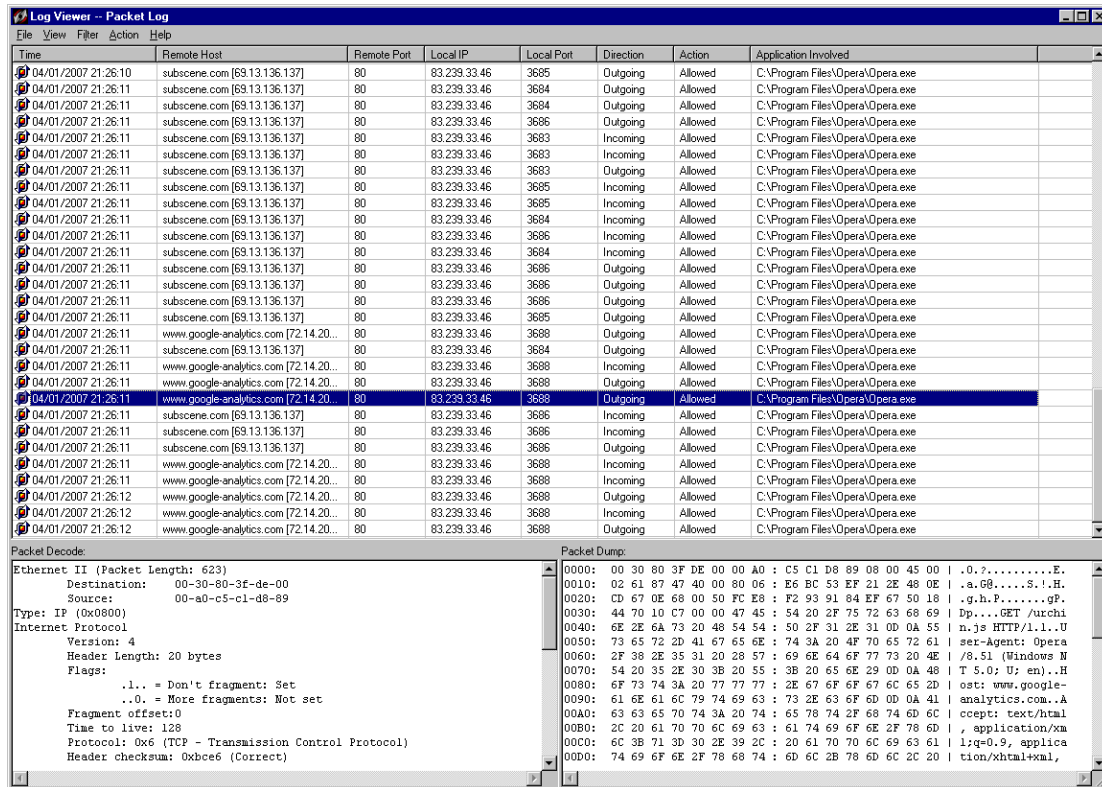 Log Viewer -- Packet Log
File View Filter Action Help
Time Remote Host Remote Port Local IP Local Port Direction Action Application Involved
04/01/2007 21:26:10 subscene.com [69.13.136.137] 80 83.239.33.46 3685 Outgoing Allowed C:\Program Files\Opera\Opera.exe
04/01/2007 21:26:11 subscene.com [69.13.136.137] 80 83.239.33.46 3684 Outgoing Allowed C:\Program Files\Opera\Opera.exe
04/01/2007 21:26:11 subscene.com [69.13.136.137] 80 83.239.33.46 3684 Outgoing Allowed C:\Program Files\Opera\Opera.exe
04/01/2007 21:26:11 subscene.com [69.13.136.137] 80 83.239.33.46 3686 Outgoing Allowed C:\Program Files\Opera\Opera.exe
04/01/2007 21:26:11 subscene.com [69.13.136.137] 80 83.239.33.46 3683 Incoming Allowed C:\Program Files\Opera\Opera.exe
04/01/2007 21:26:11 subscene.com [69.13.136.137] 80 83.239.33.46 3683 Incoming Allowed C:\Program Files\Opera\Opera.exe
04/01/2007 21:26:11 subscene.com [69.13.136.137] 80 83.239.33.46 3683 Outgoing Allowed C:\Program Files\Opera\Opera.exe
04/01/2007 21:26:11 subscene.com [69.13.136.137] 80 83.239.33.46 3685 Incoming Allowed C:\Program Files\Opera\Opera.exe
04/01/2007 21:26:11 subscene.com [69.13.136.137] 80 83.239.33.46 3685 Incoming Allowed C:\Program Files\Opera\Opera.exe
04/01/2007 21:26:11 subscene.com [69.13.136.137] 80 83.239.33.46 3684 Incoming Allowed C:\Program Files\Opera\Opera.exe
04/01/2007 21:26:11 subscene.com [69.13.136.137] 80 83.239.33.46 3686 Incoming Allowed C:\Program Files\Opera\Opera.exe
04/01/2007 21:26:11 subscene.com [69.13.136.137] 80 83.239.33.46 3684 Incoming Allowed C:\Program Files\Opera\Opera.exe
04/01/2007 21:26:11 subscene.com [69.13.136.137] 80 83.239.33.46 3686 Outgoing Allowed C:\Program Files\Opera\Opera.exe
04/01/2007 21:26:11 subscene.com [69.13.136.137] 80 83.239.33.46 3686 Outgoing Allowed C:\Program Files\Opera\Opera.exe
04/01/2007 21:26:11 subscene.com [69.13.136.137] 80 83.239.33.46 3686 Outgoing Allowed C:\Program Files\Opera\Opera.exe
04/01/2007 21:26:11 subscene.com [69.13.136.137] 80 83.239.33.46 3685 Outgoing Allowed C:\Program Files\Opera\Opera.exe
04/01/2007 21:26:11 www.google-analytics.com [72.14.20... 80 83.239.33.46 3688 Outgoing Allowed C:\Program Files\Opera\Opera.exe
04/01/2007 21:26:11 subscene.com [69.13.136.137] 80 83.239.33.46 3684 Outgoing Allowed C:\Program Files\Opera\Opera.exe
04/01/2007 21:26:11 www.google-analytics.com [72.14.20... 80 83.239.33.46 3688 Incoming Allowed C:\Program Files\Opera\Opera.exe
04/01/2007 21:26:11 www.google-analytics.com [72.14.20... 80 83.239.33.46 3688 Outgoing Allowed C:\Program Files\Opera\Opera.exe
04/01/2007 21:26:11 www.google-analytics.com [72.14.20... 80 83.239.33.46 3688 Outgoing Allowed C:\Program Files\Opera\Opera.exe
04/01/2007 21:26:11 subscene.com [69.13.136.137] 80 83.239.33.46 3686 Incoming Allowed C:\Program Files\Opera\Opera.exe
04/01/2007 21:26:11 subscene.com [69.13.136.137] 80 83.239.33.46 3686 Incoming Allowed C:\Program Files\Opera\Opera.exe
04/01/2007 21:26:11 subscene.com [69.13.136.137] 80 83.239.33.46 3686 Outgoing Allowed C:\Program Files\Opera\Opera.exe
04/01/2007 21:26:11 www.google-analytics.com [72.14.20... 80 83.239.33.46 3688 Incoming Allowed C:\Program Files\Opera\Opera.exe
04/01/2007 21:26:11 www.google-analytics.com [72.14.20... 80 83.239.33.46 3688 Incoming Allowed C:\Program Files\Opera\Opera.exe
04/01/2007 21:26:12 www.google-analytics.com [72.14.20... 80 83.239.33.46 3688 Outgoing Allowed C:\Program Files\Opera\Opera.exe
04/01/2007 21:26:12 www.google-analytics.com [72.14.20... 80 83.239.33.46 3688 Incoming Allowed C:\Program Files\Opera\Opera.exe
04/01/2007 21:26:12 www.google-analytics.com [72.14.20... 80 83.239.33.46 3688 Outgoing Allowed C:\Program Files\Opera\Opera.exe
Packet Decode:
Ethernet II (Packet Length: 623)
Destination: 00-30-80-3f-de-00
Source: 00-a0-c5-c1-d8-89
Type: IP (0x0800)
Internet Protocol
Version: 4
Header Length: 20 bytes
Flags:
.1.. = Don't fragment: Set
..0. = More fragments: Not set
Fragment offset:0
Time to live: 128
Protocol: 0x6 (TCP - Transmission Control Protocol)
Header checksum: 0xbce6 (Correct)
Packet Dump:
0000: 00 30 80 3F DE 00 00 A0 : C5 C1 D8 89 08 00 45 00 | .0.?..........E.
0010: 02 61 87 47 40 00 80 06 : E6 BC 53 EF 21 2E 48 0E | .a.G@.....S.!.H.
0020: CD 67 0E 68 00 50 FC E8 : F2 93 91 84 EF 67 50 18 | .g.h.P.......gP.
0030: 44 70 10 C7 00 00 47 45 : 54 20 2F 75 72 63 68 69 | Dp....GET /urchi
0040: 6E 2E 6A 73 20 48 54 54 : 50 2F 31 2E 31 0D 0A 55 | n.js HTTP/1.1..U
0050: 73 65 72 2D 41 67 65 6E : 74 3A 20 4F 70 65 72 61 | ser-Agent: Opera
0060: 2F 38 2E 35 31 20 28 57 : 69 6E 64 6F 77 73 20 4E | /8.51 (Windows N
0070: 54 20 35 2E 30 3B 20 55 : 3B 20 65 6E 29 0D 0A 48 | T 5.0; U; en)..H
0080: 6F 73 74 3A 20 77 77 77 : 2E 67 6F 6F 67 6C 65 2D | ost: www.google-
0090: 61 6E 61 6C 79 74 69 63 : 73 2E 63 6F 6D 0D 0A 41 | analytics.com..A
00A0: 63 63 65 70 74 3A 20 74 : 65 78 74 2F 68 74 6D 6C | ccept: text/html
00B0: 2C 20 61 70 70 6C 69 63 : 61 74 69 6F 6E 2F 78 6D | , application/xm
00C0: 6C 3B 71 3D 30 2E 39 2C : 20 61 70 70 6C 69 63 61 | l;q=0.9, applica
00D0: 74 69 6F 6E 2F 78 68 74 : 6D 6C 2B 78 6D 6C 2C 20 | tion/xhtml+xml,